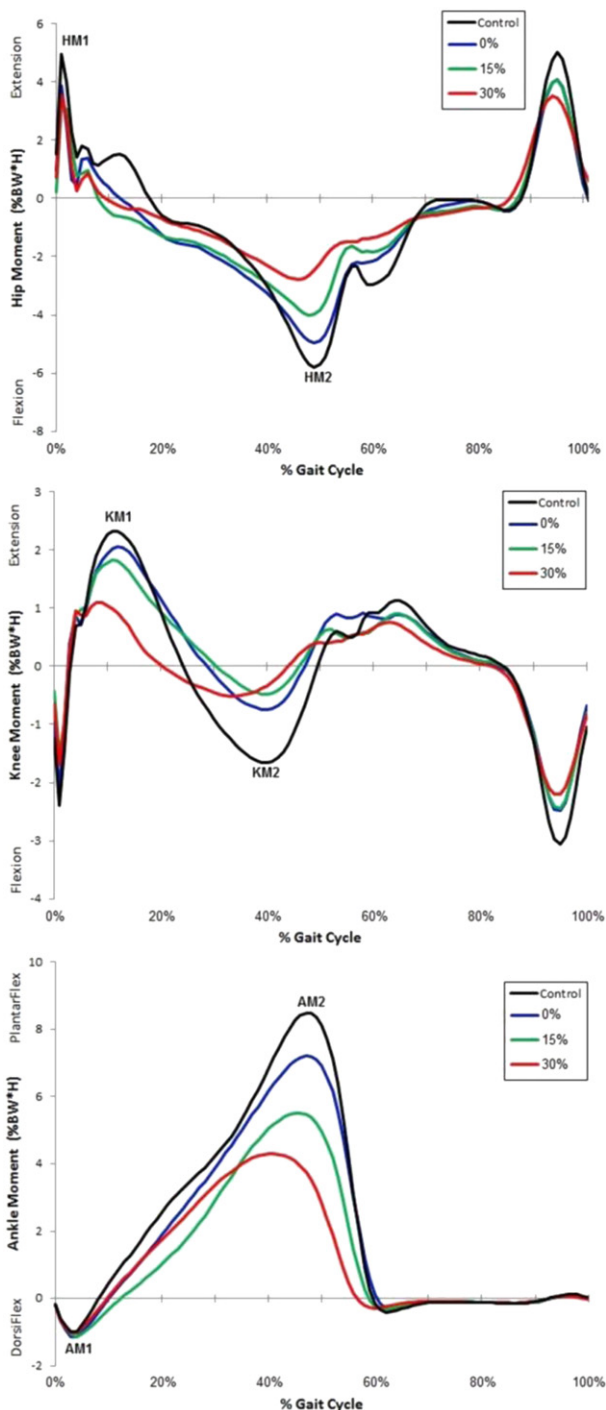 Control
0%
15%
30%
HM1
HM2
Extension
Hip Moment (%BW*H)
Flexion
6
4
2
0
-2
-4
-6
-8
0%
20%
40%
60%
80%
100%
% Gait Cycle
Control
0%
15%
30%
KM1
KM2
Extension
Knee Moment (%BW*H)
Flexion
3
2
1
0
-1
-2
-3
-4
0%
20%
40%
60%
80%
100%
% Gait Cycle
Control
0%
15%
30%
AM2
AM1
PlantarFlex
Ankle Moment (%BW*H)
DorsiFlex
10
8
6
4
2
0
-2
0%
20%
40%
60%
80%
100%
% Gait Cycle